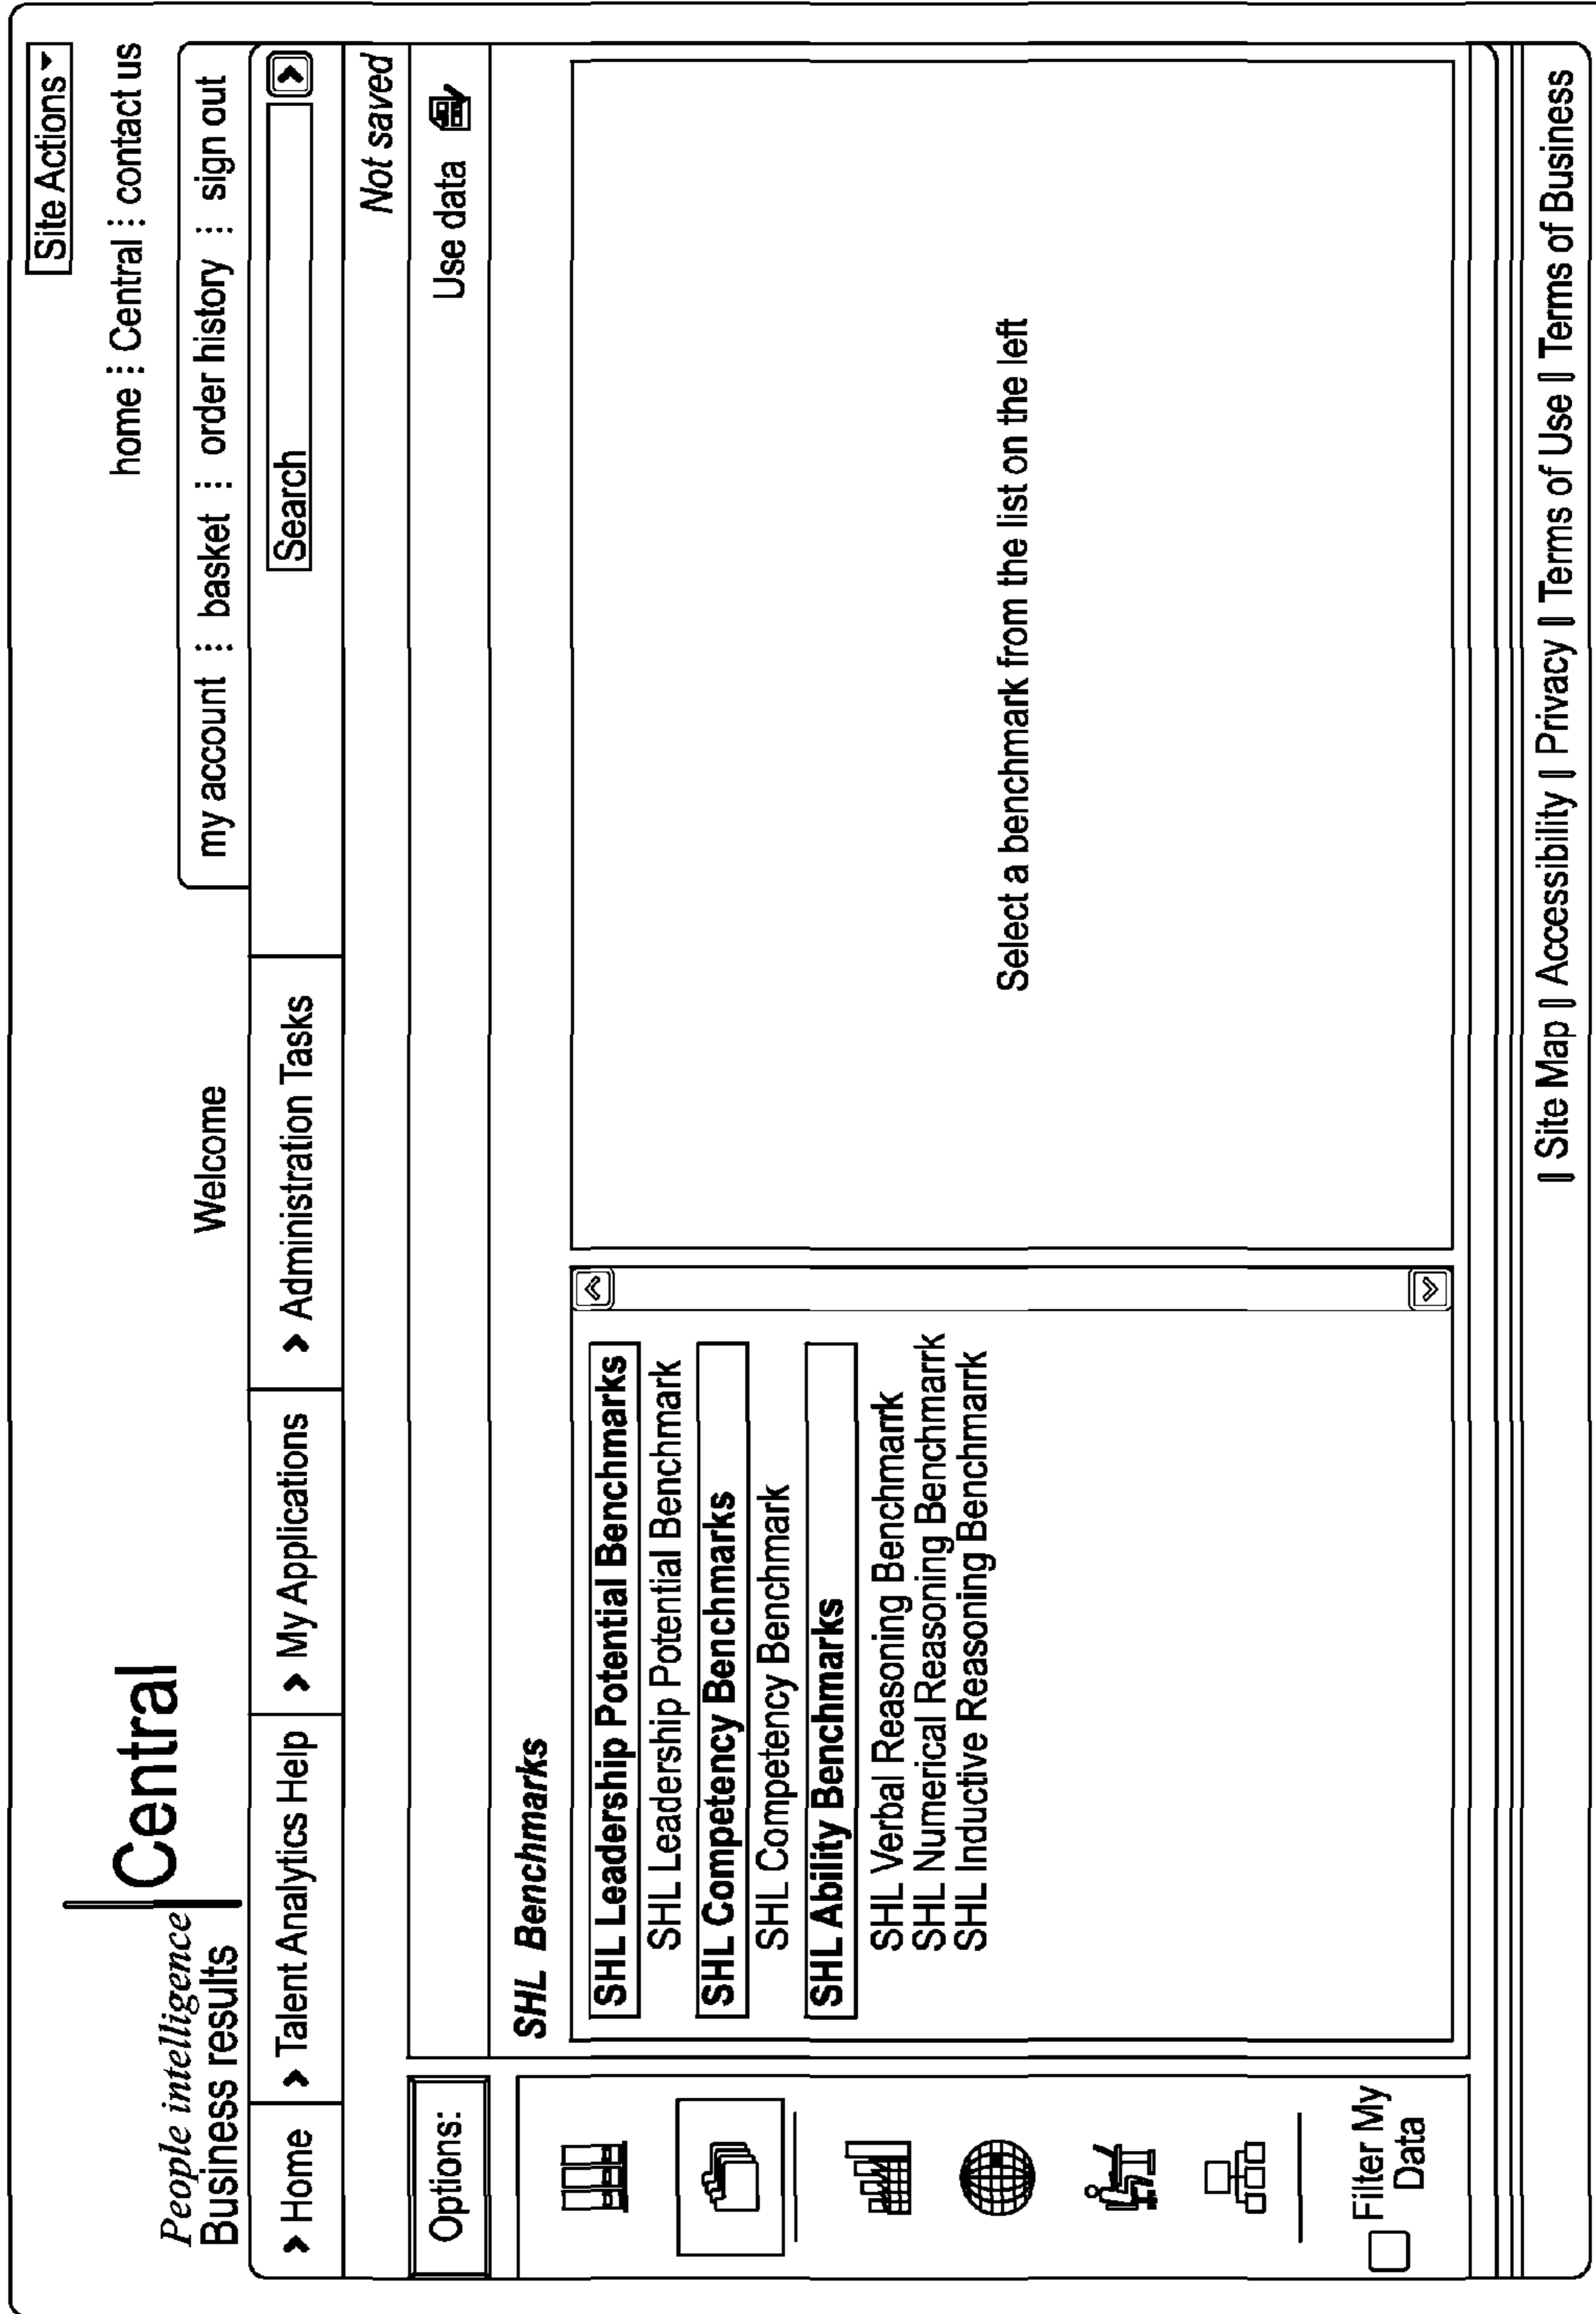 Site Actions
home ⋮ Central ⋮ contact us
People intelligence
Business results
Central
Welcome
my account ⋮ basket ⋮ order history ⋮ sign out
Home
Talent Analytics Help
My Applications
Administration Tasks
Search
Not saved
Options:
Use data
SHL Benchmarks
SHL Leadership Potential Benchmarks
SHL Leadership Potential Benchmark
SHL Competency Benchmarks
SHL Competency Benchmark
SHL Ability Benchmarks
SHL Verbal Reasoning Benchmarrk
SHL Numerical Reasoning Benchmarrk
SHL Inductive Reasoning Benchmarrk
Select a benchmark from the list on the left
Filter My
Data
| Site Map | Accessibility | Privacy | Terms of Use | Terms of Business